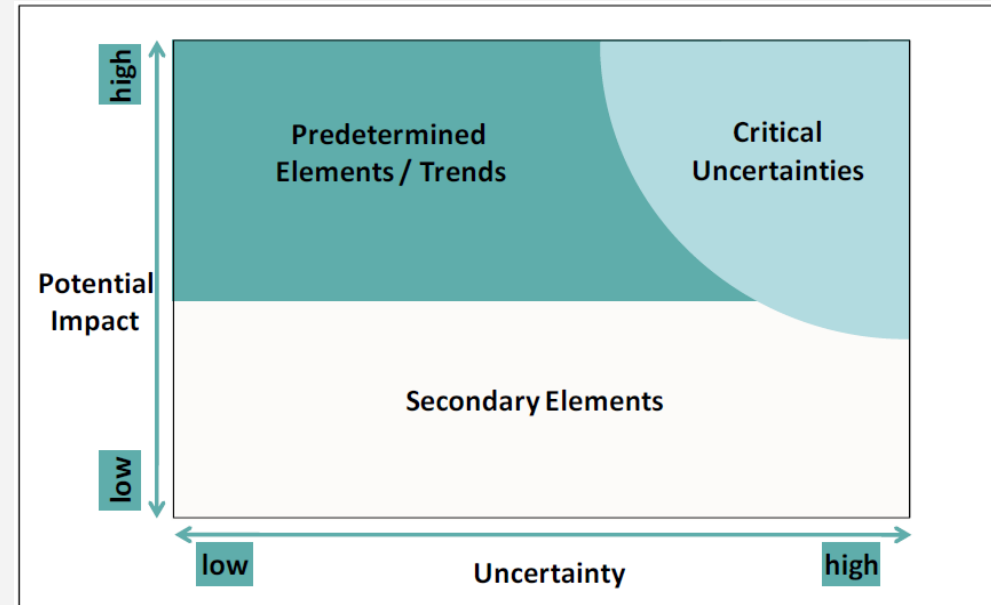 high
Predetermined
Elements / Trends
Critical
Uncertainties
Potential
Impact
Secondary Elements
low
low
Uncertainty
high